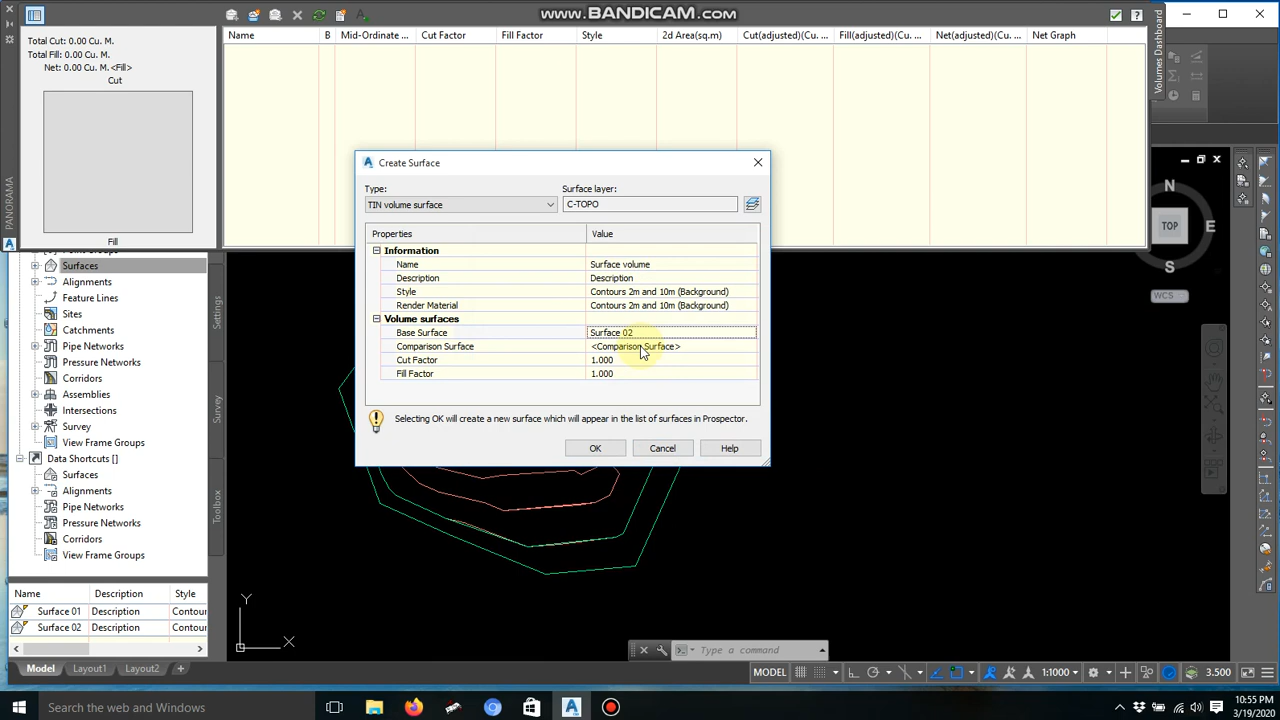 www.BANDICAM.com
Total Cut: 0.00 Cu. M.
Total Fill: 0.00 Cu. M.
Net: 0.00 Cu. M.<Fill>
Cut
Fill
PANORAMA
Name B Mid-Ordinate ... Cut Factor Fill Factor Style 2d Area(sq.m) Cut(adjusted)(Cu. ... Fill(adjusted)(Cu. ... Net(adjusted)(Cu. ... Net Graph
Volumes Dashboard
Create Surface
Type:
Surface layer:
TIN volume surface
C-TOPO
Properties Value
Information
Name Surface volume
Description Description
Style Contours 2m and 10m (Background)
Render Material Contours 2m and 10m (Background)
Volume surfaces
Base Surface Surface 02
Comparison Surface <Comparison Surface>
Cut Factor 1.000
Fill Factor 1.000
Selecting OK will create a new surface which will appear in the list of surfaces in Prospector.
OK Cancel Help
Surfaces
Alignments
Feature Lines
Sites
Catchments
Pipe Networks
Pressure Networks
Corridors
Assemblies
Intersections
Survey
View Frame Groups
Data Shortcuts []
Surfaces
Alignments
Pipe Networks
Pressure Networks
Corridors
View Frame Groups
Settings
Survey
Toolbox
Name Description Style
Surface 01 Description Contour
Surface 02 Description Contour
N
TOP
E
S
WCS
Y
X
Type a command
Model Layout1 Layout2 +
MODEL 1:1000 3.500
Search the web and Windows
10:55 PM
3/19/2020